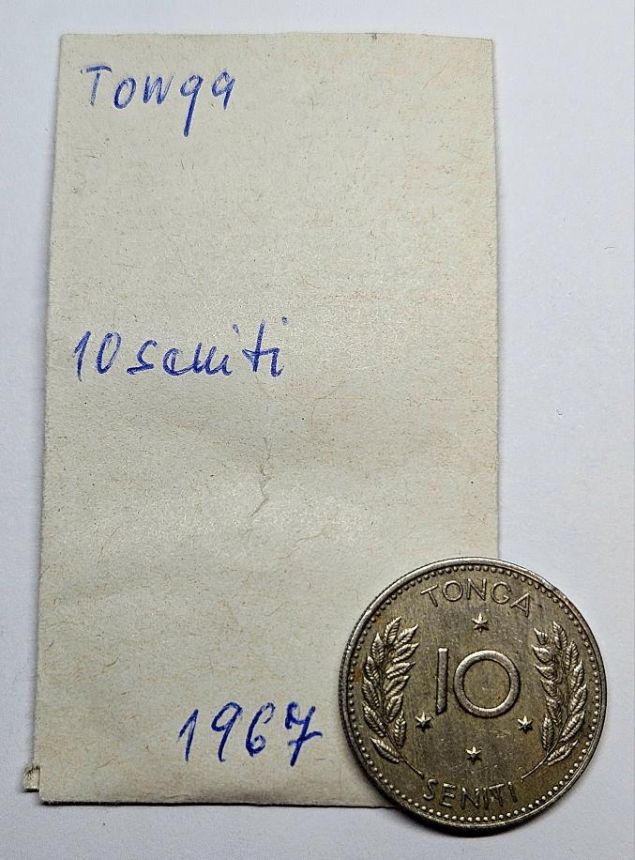 Tonga
10 seniti
1967
TONGA
10
SENITI